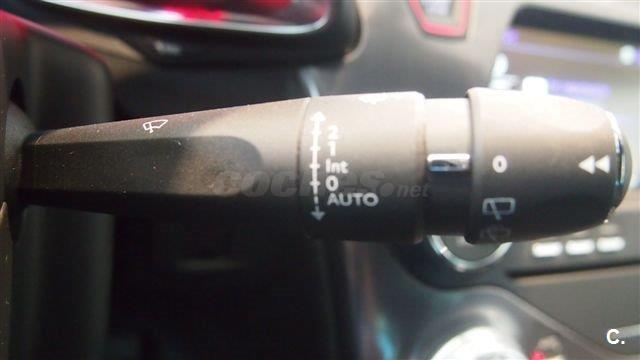 2
1
Int
0
AUTO
0
coches.net
C.